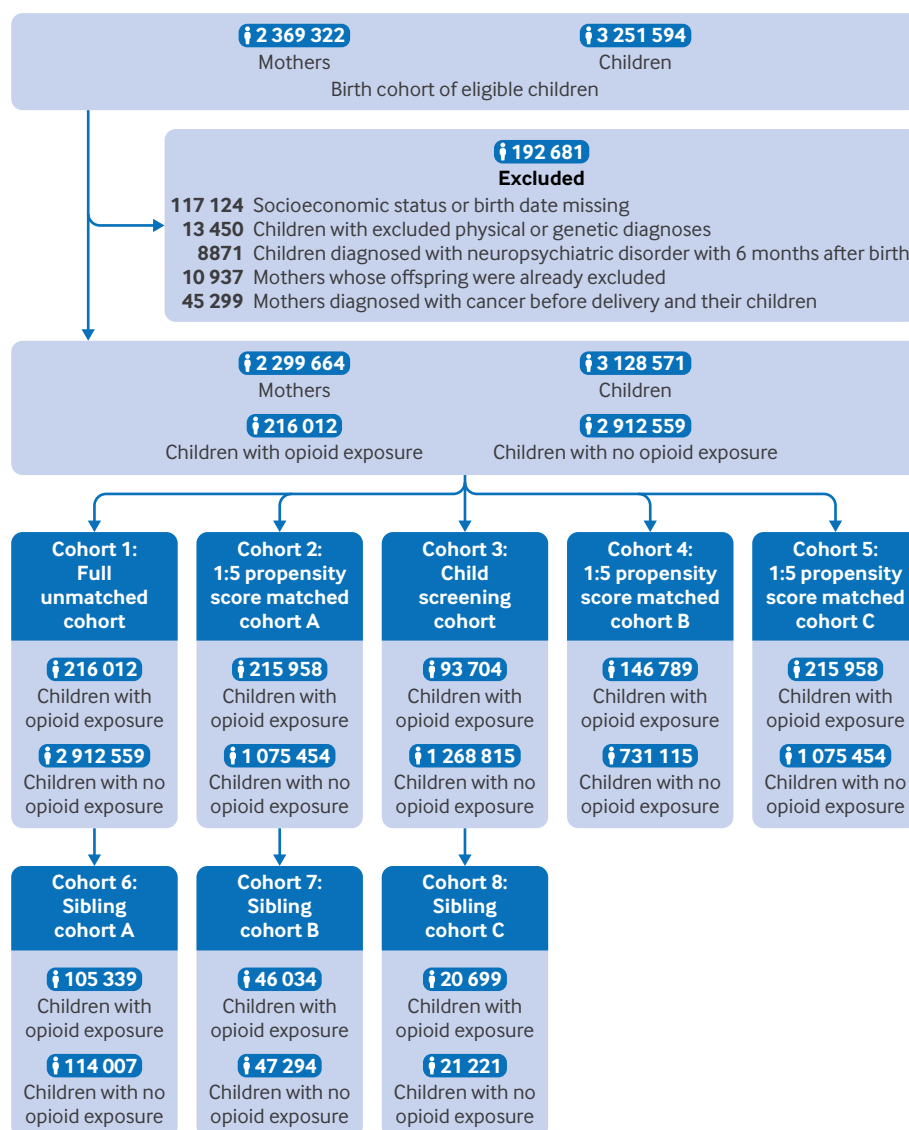 2 369 322
3 251 594
Mothers
Children
Birth cohort of eligible children
192 681
Excluded
117 124 Socioeconomic status or birth date missing
13 450 Children with excluded physical or genetic diagnoses
8871 Children diagnosed with neuropsychiatric disorder with 6 months after birth
10 937 Mothers whose offspring were already excluded
45 299 Mothers diagnosed with cancer before delivery and their children
2 299 664
3 128 571
Mothers
Children
216 012
2 912 559
Children with opioid exposure
Children with no opioid exposure
Cohort 1:
Full
unmatched
cohort
216 012
Children with
opioid exposure
2 912 559
Children with no
opioid exposure
Cohort 2:
1:5 propensity
score matched
cohort A
215 958
Children with
opioid exposure
1 075 454
Children with no
opioid exposure
Cohort 3:
Child
screening
cohort
93 704
Children with
opioid exposure
1 268 815
Children with no
opioid exposure
Cohort 4:
1:5 propensity
score matched
cohort B
146 789
Children with
opioid exposure
731 115
Children with no
opioid exposure
Cohort 5:
1:5 propensity
score matched
cohort C
215 958
Children with
opioid exposure
1 075 454
Children with no
opioid exposure
Cohort 6:
Sibling
cohort A
105 339
Children with
opioid exposure
114 007
Children with no
opioid exposure
Cohort 7:
Sibling
cohort B
46 034
Children with
opioid exposure
47 294
Children with no
opioid exposure
Cohort 8:
Sibling
cohort C
20 699
Children with
opioid exposure
21 221
Children with no
opioid exposure